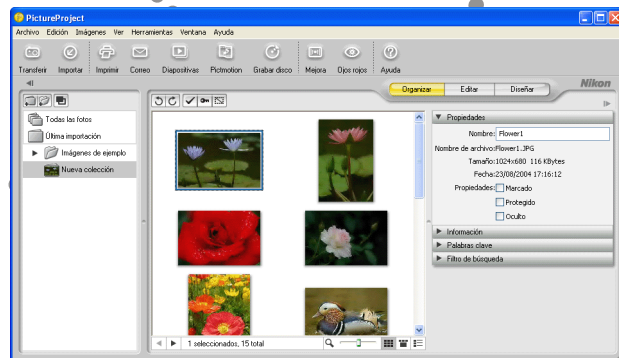 PictureProject
Archivo Edición Imágenes Ver Herramientas Ventana Ayuda
Transferir Importar Imprimir Correo Diapositivas Pictmotion Grabar disco Mejora Ojos rojos Ayuda
Organizar Editar Diseñar
Nikon
Todas las fotos
Última importación
Imágenes de ejemplo
Nueva colección
Propiedades
Nombre: Flower1
Nombre de archivo:Flower1.JPG
Tamaño:1024x680 116 KBytes
Fecha:23/08/2004 17:16:12
Propiedades: Marcado
Protegido
Oculto
Información
Palabras clave
Filtro de búsqueda
1 seleccionados, 15 total